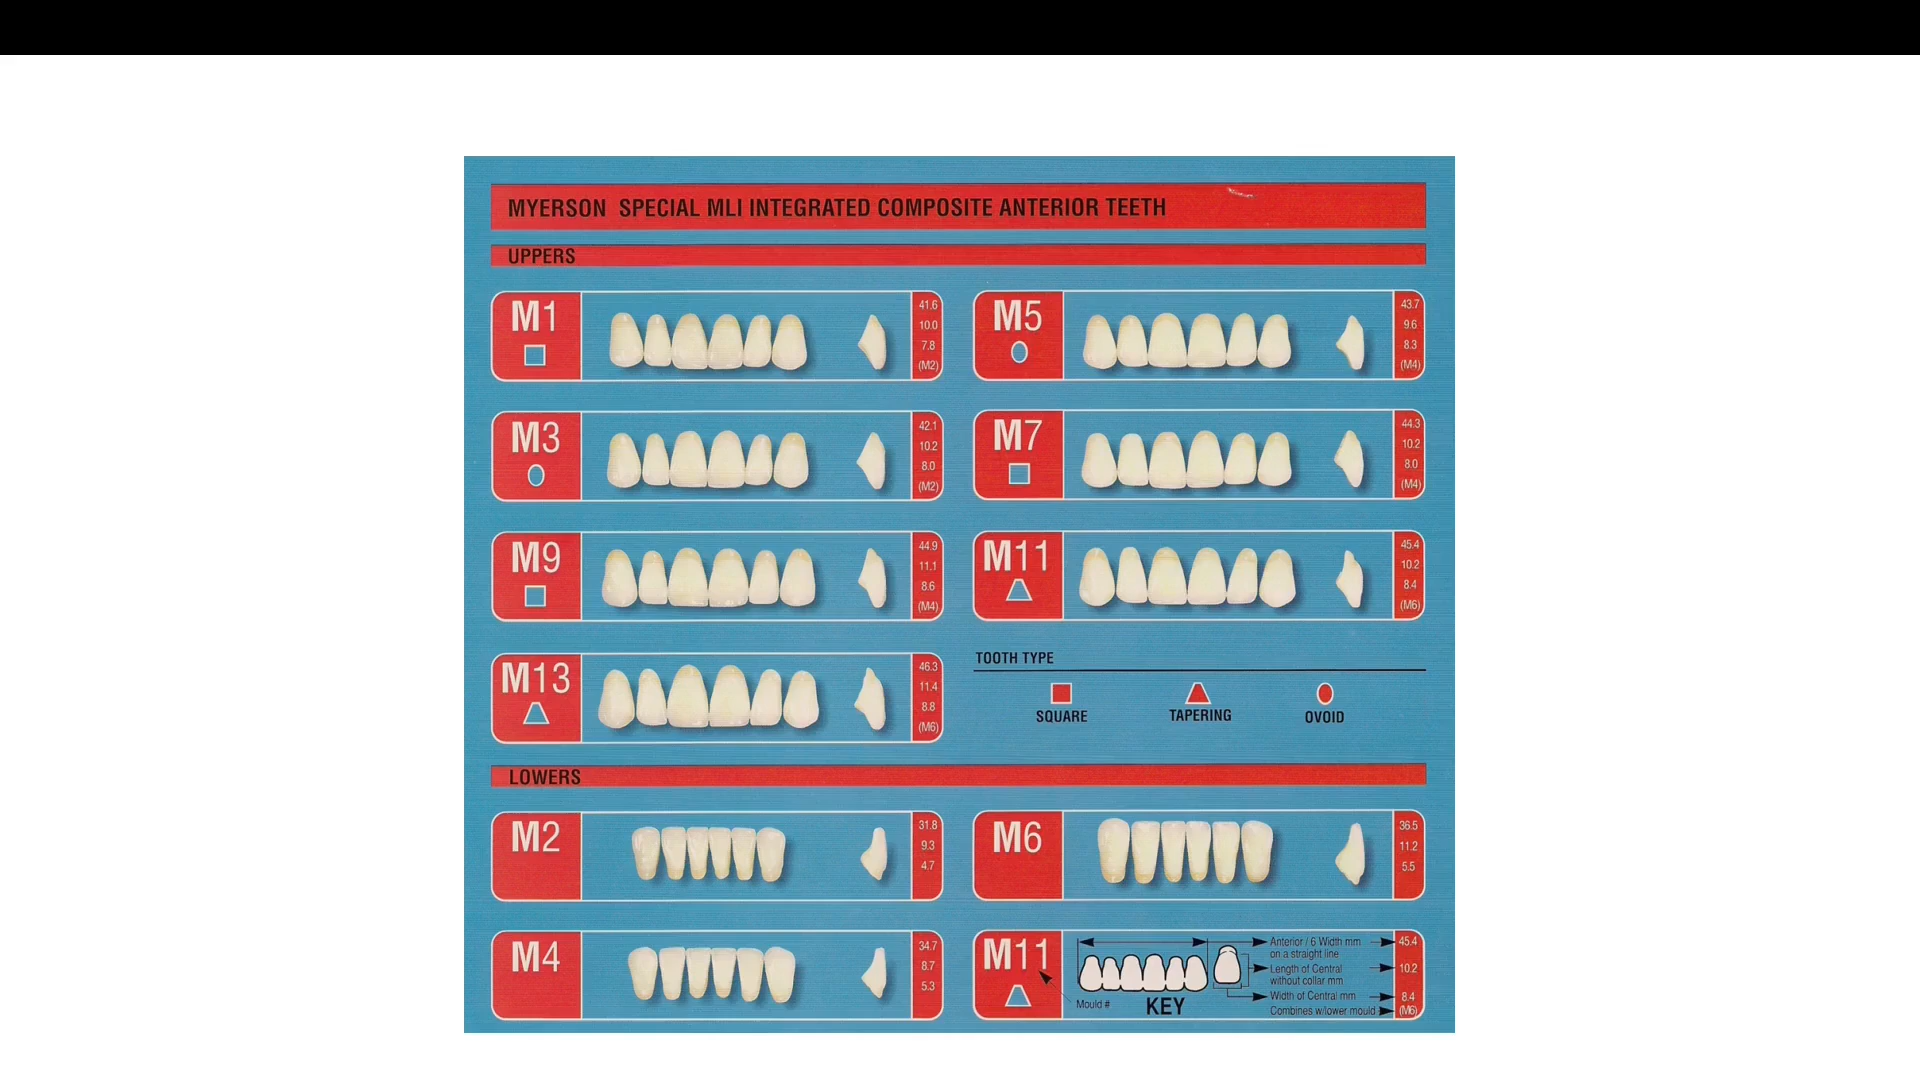 MYERSON SPECIAL MLI INTEGRATED COMPOSITE ANTERIOR TEETH
UPPERS
M1
41.6
10.0
7.8
(M2)
M5
43.7
9.6
8.3
(M4)
M3
42.1
10.2
8.0
(M2)
M7
44.3
10.2
8.0
(M4)
M9
44.9
11.1
8.6
(M4)
M11
45.4
10.2
8.4
(M6)
M13
46.3
11.4
8.8
(M6)
TOOTH TYPE
SQUARE
TAPERING
OVOID
LOWERS
M2
31.8
9.3
4.7
M6
36.5
11.2
5.5
M4
34.7
8.7
5.3
M11
Mould #
KEY
Anterior / 6 Width mm
on a straight line
45.4
Length of Central
without collar mm
10.2
Width of Central mm
8.4
Combines w/lower mould
(M6)